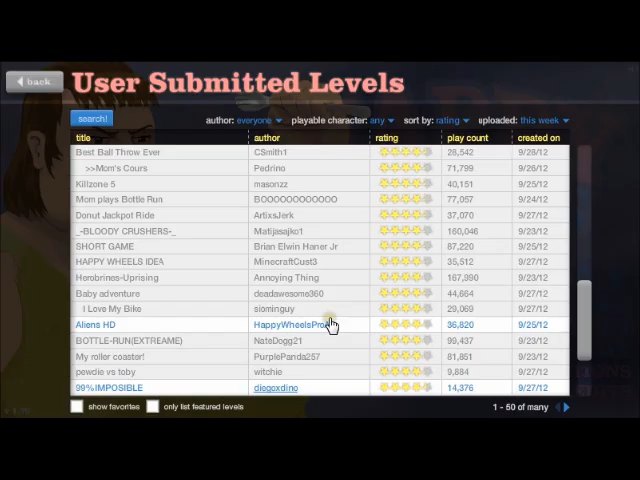 back
User Submitted Levels
search!
author: everyone playable character: any sort by: rating uploaded: this week
title author rating play count created on
Best Ball Throw Ever CSmith1 28,542 9/28/12
>>Mom's Cours Pedrino 71,799 9/26/12
Killzone 5 masonzz 40,151 9/25/12
Mom plays Bottle Run BOOOOOOOOOOOO 77,057 9/24/12
Donut Jackpot Ride ArtixsJerk 37,070 9/27/12
_-BLOODY CRUSHERS-_ Matijasajko1 160,046 9/23/12
SHORT GAME Brian Elwin Haner Jr 87,220 9/25/12
HAPPY WHEELS IDEA MinecraftCust3 35,512 9/27/12
Herobrines-Uprising Annoying Thing 167,990 9/23/12
Baby adventure deadawesome360 44,664 9/27/12
I Love My Bike siominguy 29,069 9/27/12
Aliens HD 36,820 9/25/12
BOTTLE-RUN(EXTREAME) NateDogg21 99,437 9/23/12
My roller coaster! PurplePanda257 81,851 9/23/12
pewdie vs toby witchie 9,884 9/27/12
99%IMPOSIBLE diegoxdino 14,376 9/27/12
show favorites only list featured levels 1 - 50 of many